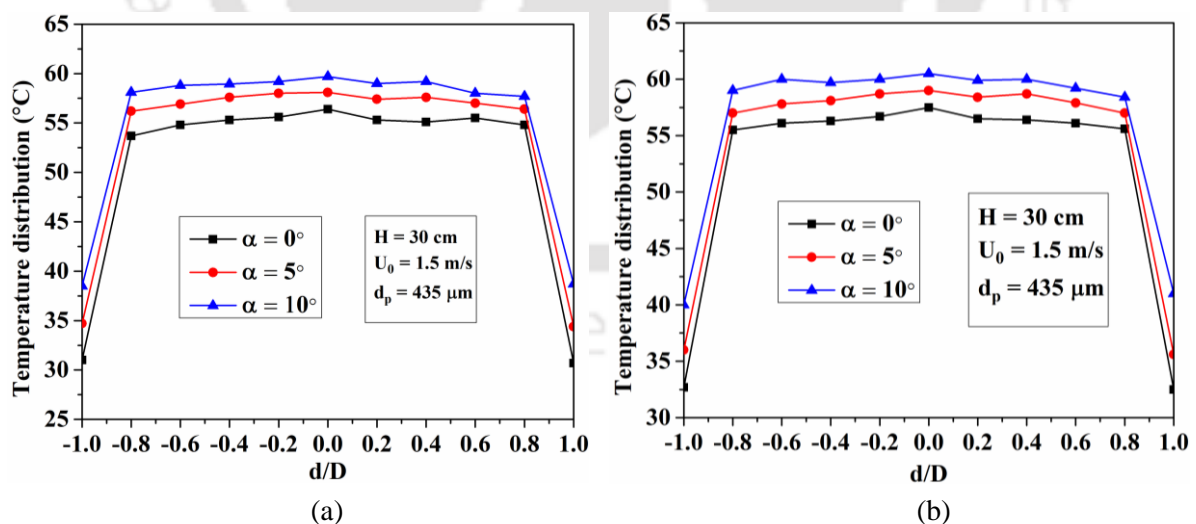 65
60
55
50
45
40
35
30
25
Temperature distribution (°C)
α = 0°
α = 5°
α = 10°
H = 30 cm
U₀ = 1.5 m/s
dₚ = 435 μm
-1.0 -0.8 -0.6 -0.4 -0.2 0.0 0.2 0.4 0.6 0.8 1.0
d/D
(a)
65
60
55
50
45
40
35
30
Temperature distribution (°C)
α = 0°
α = 5°
α = 10°
H = 30 cm
U₀ = 1.5 m/s
dₚ = 435 μm
-1.0 -0.8 -0.6 -0.4 -0.2 0.0 0.2 0.4 0.6 0.8 1.0
d/D
(b)